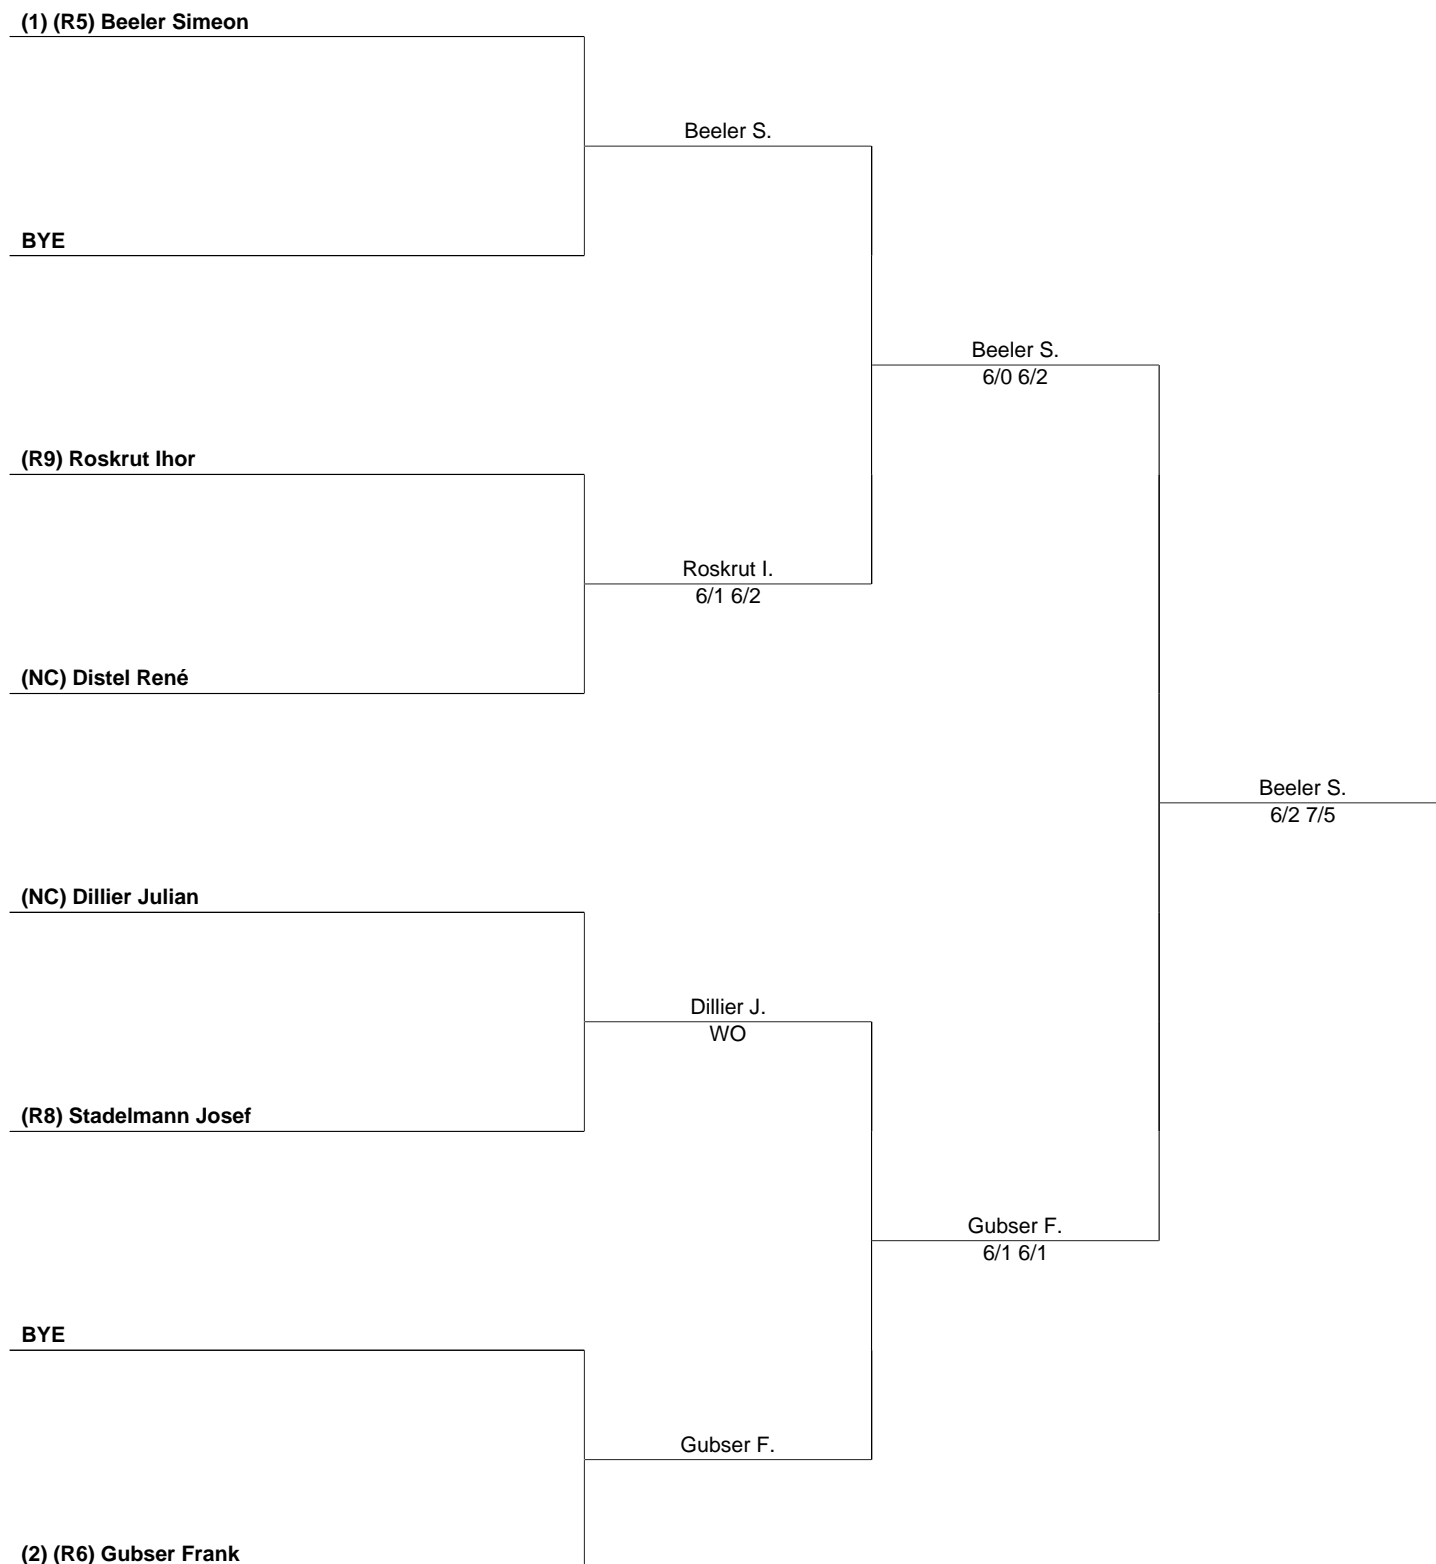 (1) (R5) Beeler Simeon
Beeler S.
BYE
Beeler S.
6/0 6/2
(R9) Roskrut Ihor
Roskrut I.
6/1 6/2
(NC) Distel René
Beeler S.
6/2 7/5
(NC) Dillier Julian
Dillier J.
WO
(R8) Stadelmann Josef
Gubser F.
6/1 6/1
BYE
Gubser F.
(2) (R6) Gubser Frank